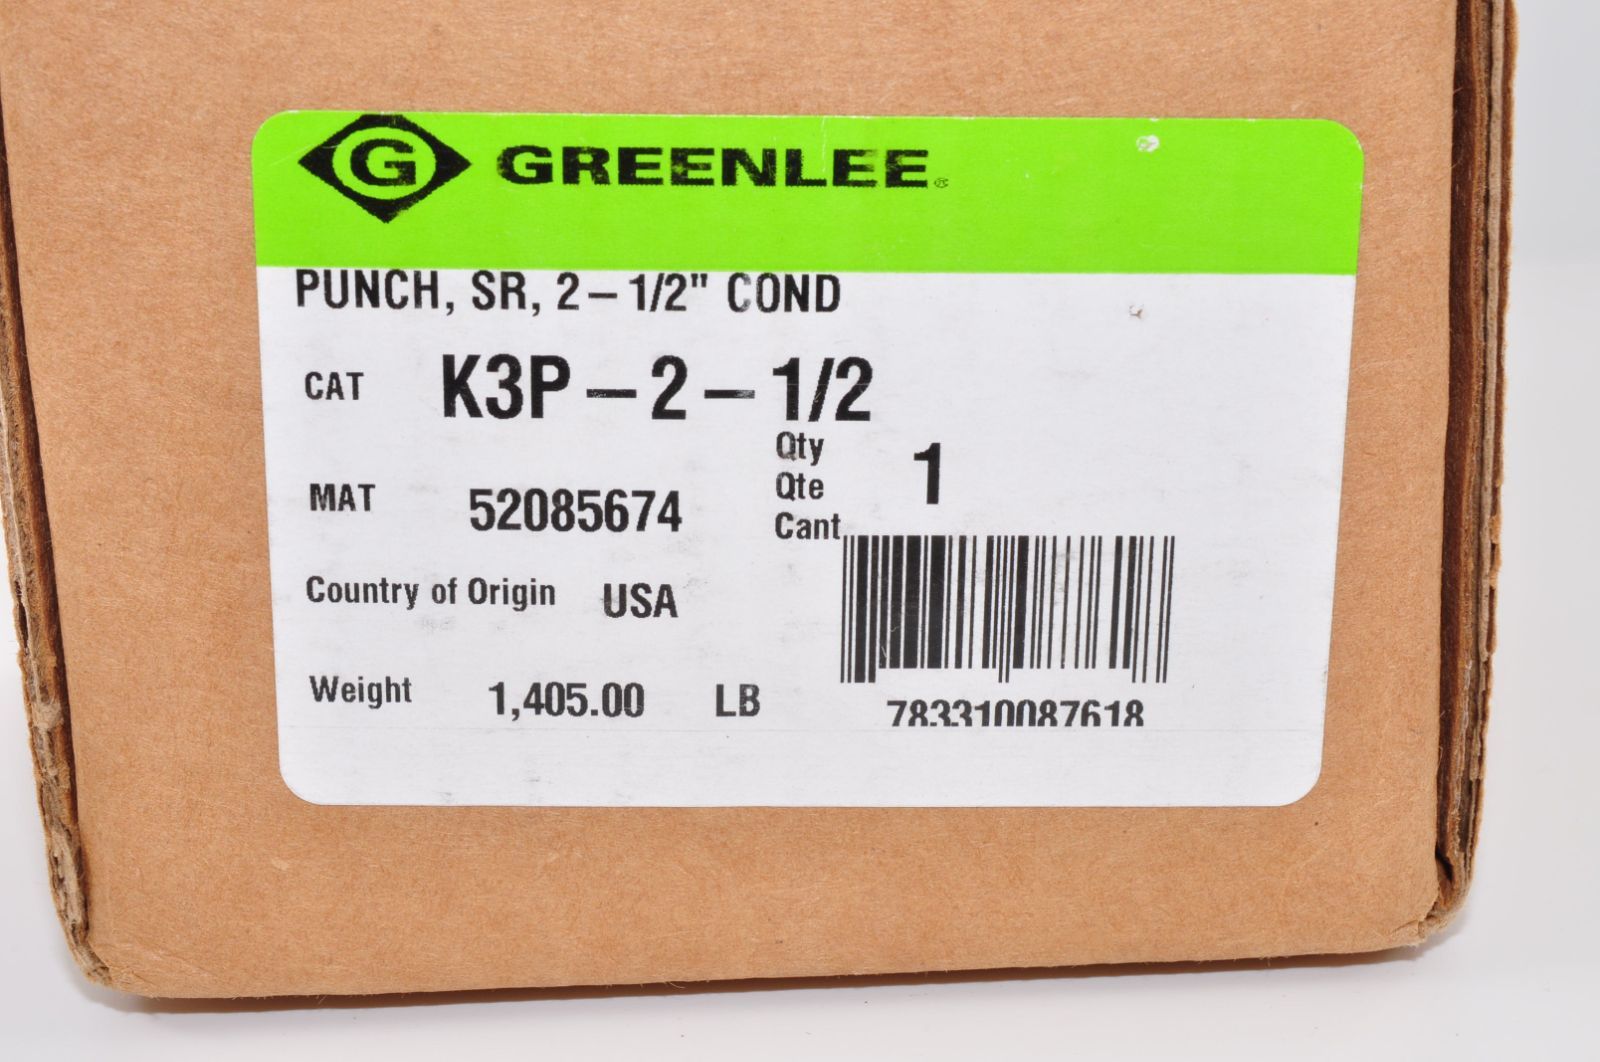 G GREENLEE®
PUNCH, SR, 2-1/2" COND
CAT K3P-2-1/2
Qty
Qte 1
Cant
MAT 52085674
Country of Origin USA
Weight 1,405.00 LB
783310087618